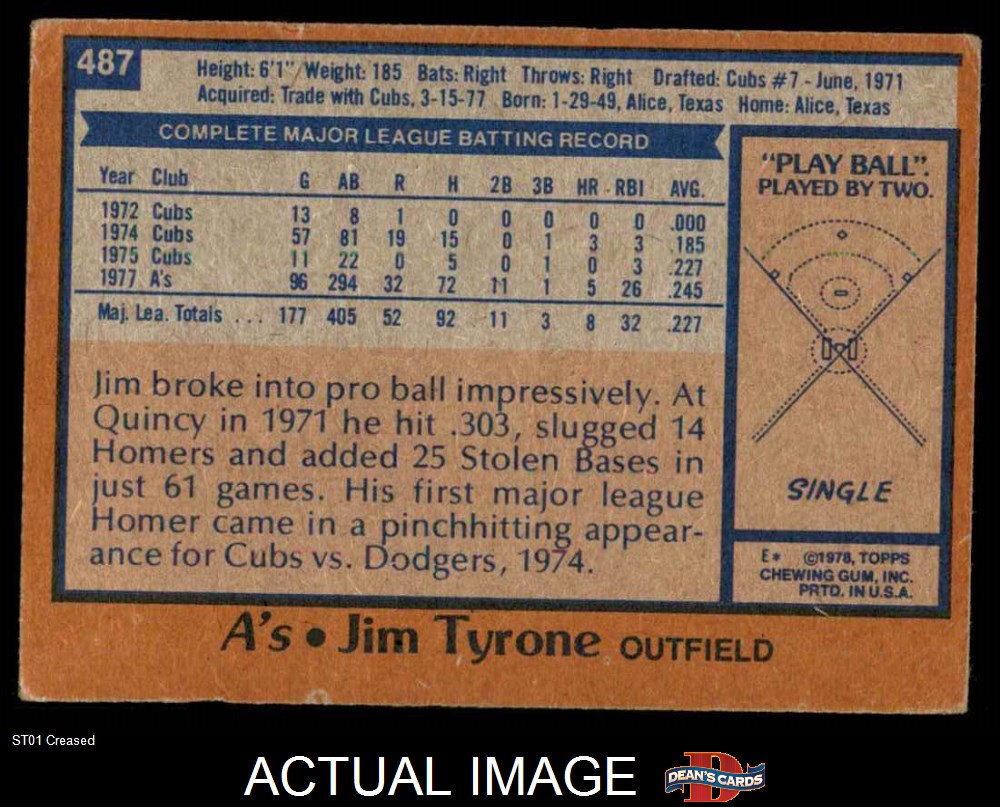 487
Height: 6'1" Weight: 185 Bats: Right Throws: Right Drafted: Cubs #7 - June, 1971
Acquired: Trade with Cubs, 3-15-77 Born: 1-29-49, Alice, Texas Home: Alice, Texas
COMPLETE MAJOR LEAGUE BATTING RECORD
Year Club G AB R H 2B 3B HR RBI AVG.
1972 Cubs 13 8 1 0 0 0 0 0 .000
1974 Cubs 57 81 19 15 0 1 3 3 .185
1975 Cubs 11 22 0 5 0 1 0 3 .227
1977 A's 96 294 32 72 11 1 5 26 .245
Maj. Lea. Totals ... 177 405 52 92 11 3 8 32 .227
Jim broke into pro ball impressively. At
Quincy in 1971 he hit .303, slugged 14
Homers and added 25 Stolen Bases in
just 61 games. His first major league
Homer came in a pinchhitting appear-
ance for Cubs vs. Dodgers, 1974.
"PLAY BALL".
PLAYED BY TWO.
SINGLE
E* ©1978, TOPPS
CHEWING GUM, INC.
PRTD. IN U.S.A.
A's • Jim Tyrone OUTFIELD
ST01 Creased
ACTUAL IMAGE
DEAN'S CARDS